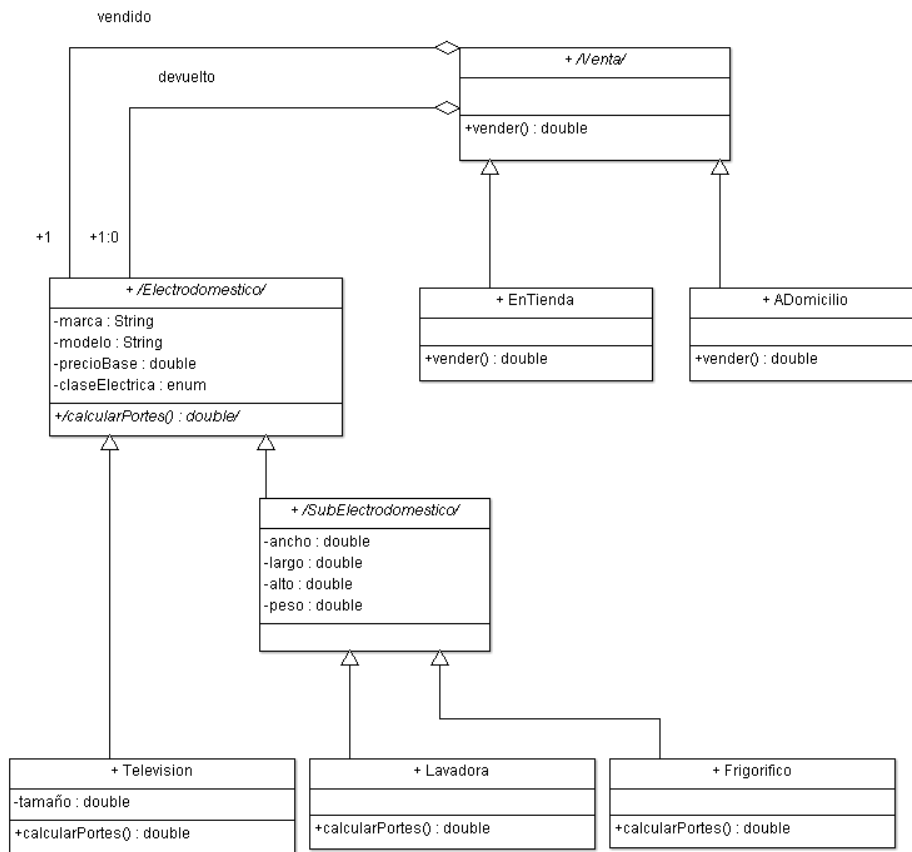 vendido
+ /Venta/
devuelto
+vender() : double
+1
+1:0
+ /Electrodomestico/
-marca : String
-modelo : String
-precioBase : double
-claseElectrica : enum
+/calcularPortes() : double/
+ EnTienda
+vender() : double
+ ADomicilio
+vender() : double
+ /SubElectrodomestico/
-ancho : double
-largo : double
-alto : double
-peso : double
+ Television
-tamaño : double
+calcularPortes() : double
+ Lavadora
+calcularPortes() : double
+ Frigorifico
+calcularPortes() : double